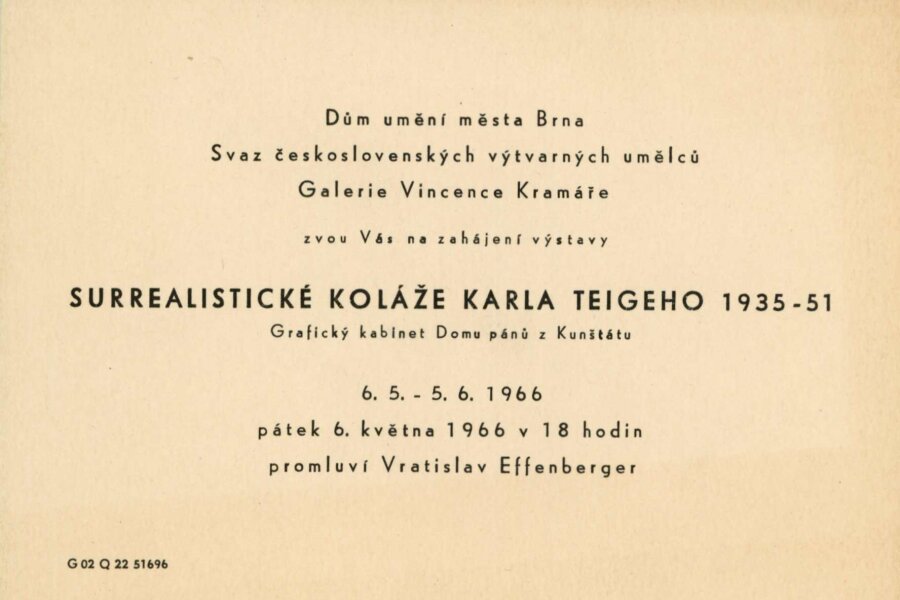 Dům umění města Brna
Svaz československých výtvarných umělců
Galerie Vincence Kramáře
zvou Vás na zahájení výstavy
SURREALISTICKÉ KOLÁŽE KARLA TEIGEHO 1935-51
Grafický kabinet Domu pánů z Kunštátu
6. 5. - 5. 6. 1966
pátek 6. května 1966 v 18 hodin
promluví Vratislav Effenberger
G 02 Q 22 51696